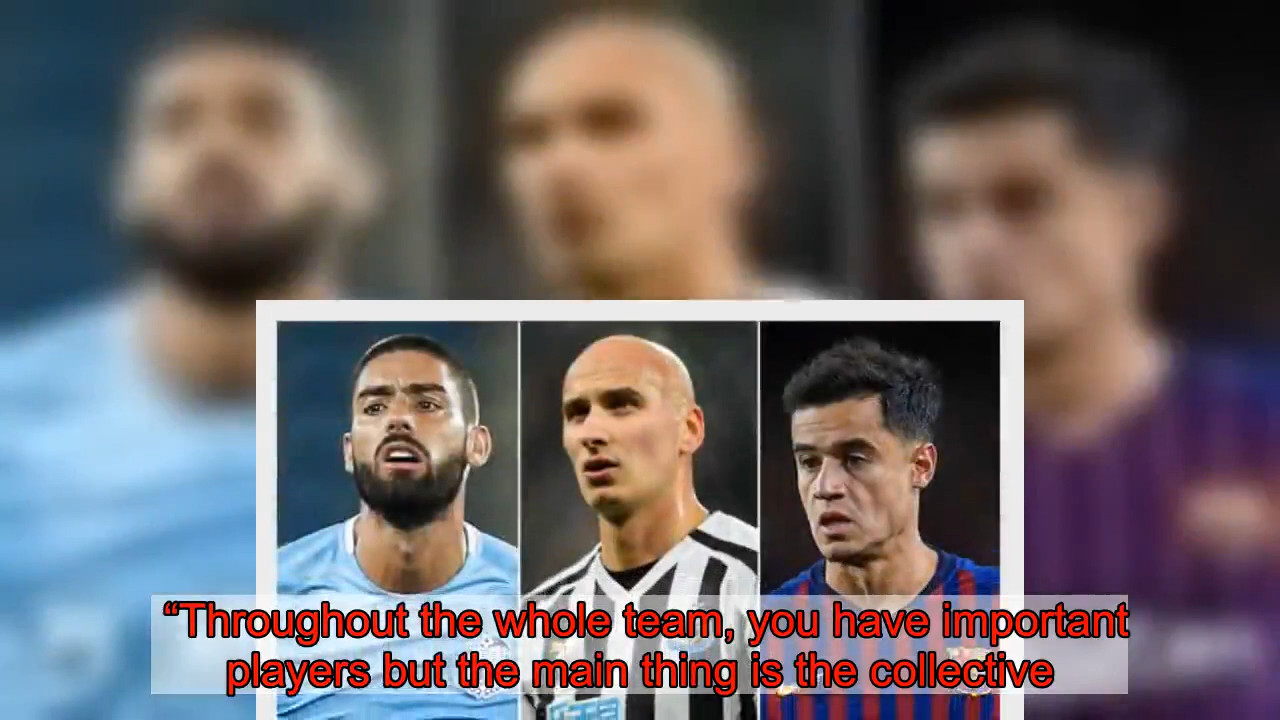 “Throughout the whole team, you have important
players but the main thing is the collective